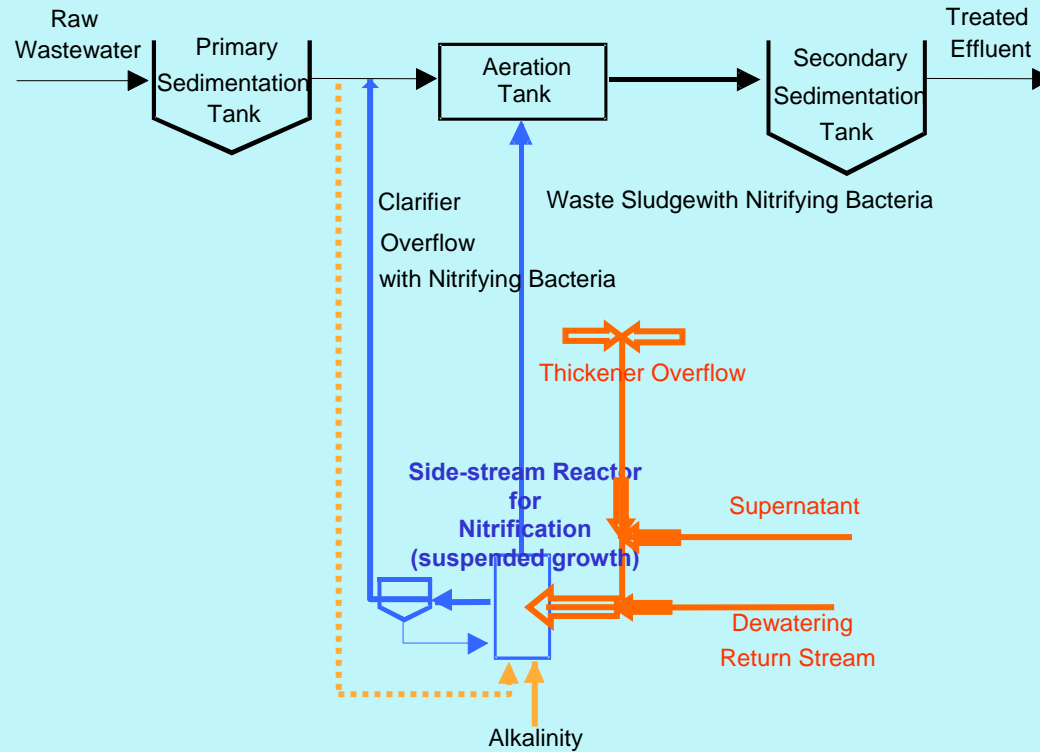 Raw
Wastewater
Primary
Sedimentation
Tank
Aeration
Tank
Secondary
Sedimentation
Tank
Treated
Effluent
Clarifier
Overflow
with Nitrifying Bacteria
Waste Sludgewith Nitrifying Bacteria
Thickener Overflow
Side-stream Reactor
for
Nitrification
(suspended growth)
Supernatant
Dewatering
Return Stream
Alkalinity